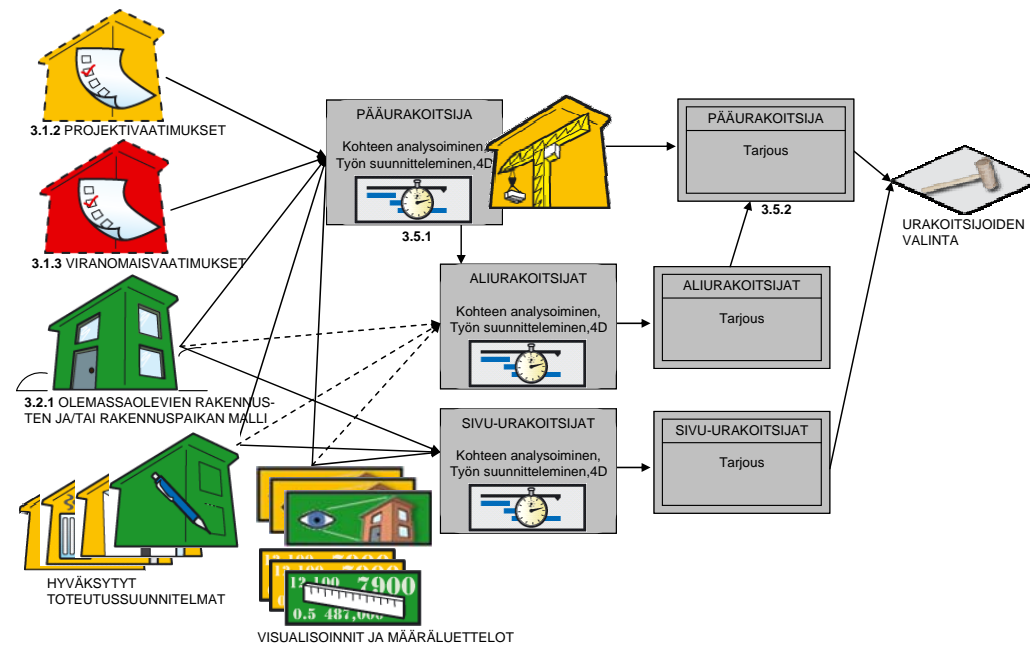 3.1.2 PROJEKTIVAATIMUKSET
3.1.3 VIRANOMAISVAATIMUKSET
3.2.1 OLEMASSAOLEVIEN RAKENNUS-
TEN JA/TAI RAKENNUSPAIKAN MALLI
HYVÄKSYTYT
TOTEUTUSSUUNNITELMAT
12 100 7900
0.5 487,000
VISUALISOINNIT JA MÄÄRÄLUETTELOT
PÄÄURAKOITSIJA
Kohteen analysoiminen,
Työn suunnitteleminen,4D
3.5.1
ALIURAKOITSIJAT
Kohteen analysoiminen,
Työn suunnitteleminen,4D
SIVU-URAKOITSIJAT
Kohteen analysoiminen,
Työn suunnitteleminen,4D
PÄÄURAKOITSIJA
Tarjous
3.5.2
ALIURAKOITSIJAT
Tarjous
SIVU-URAKOITSIJAT
Tarjous
URAKOITSIJOIDEN
VALINTA